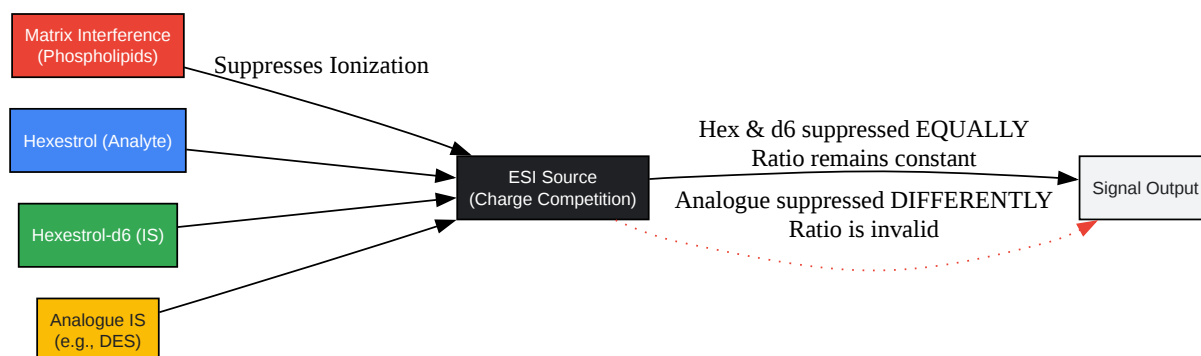 Matrix Interference
(Phospholipids)
Suppresses Ionization
Hexestrol (Analyte)
Hexestrol-d6 (IS)
Analogue IS
(e.g., DES)
ESI Source
(Charge Competition)
Hex & d6 suppressed EQUALLY
Ratio remains constant
Analogue suppressed DIFFERENTLY
Ratio is invalid
Signal Output